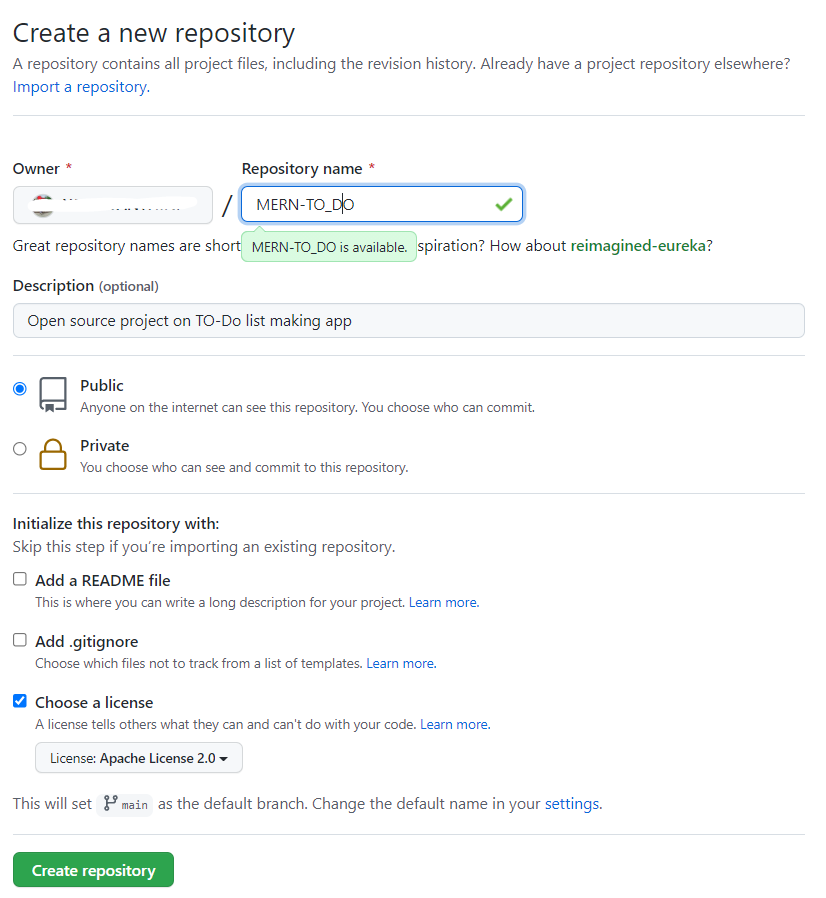 Create a new repository
A repository contains all project files, including the revision history. Already have a project repository elsewhere?
Import a repository.
Owner *
Repository name *
/
MERN-TO_DO
Great repository names are short
MERN-TO_DO is available.
spiration? How about reimagined-eureka?
Description (optional)
Open source project on TO-Do list making app
Public
Anyone on the internet can see this repository. You choose who can commit.
Private
You choose who can see and commit to this repository.
Initialize this repository with:
Skip this step if you’re importing an existing repository.
Add a README file
This is where you can write a long description for your project. Learn more.
Add .gitignore
Choose which files not to track from a list of templates. Learn more.
Choose a license
A license tells others what they can and can't do with your code. Learn more.
License: Apache License 2.0
This will set main as the default branch. Change the default name in your settings.
Create repository